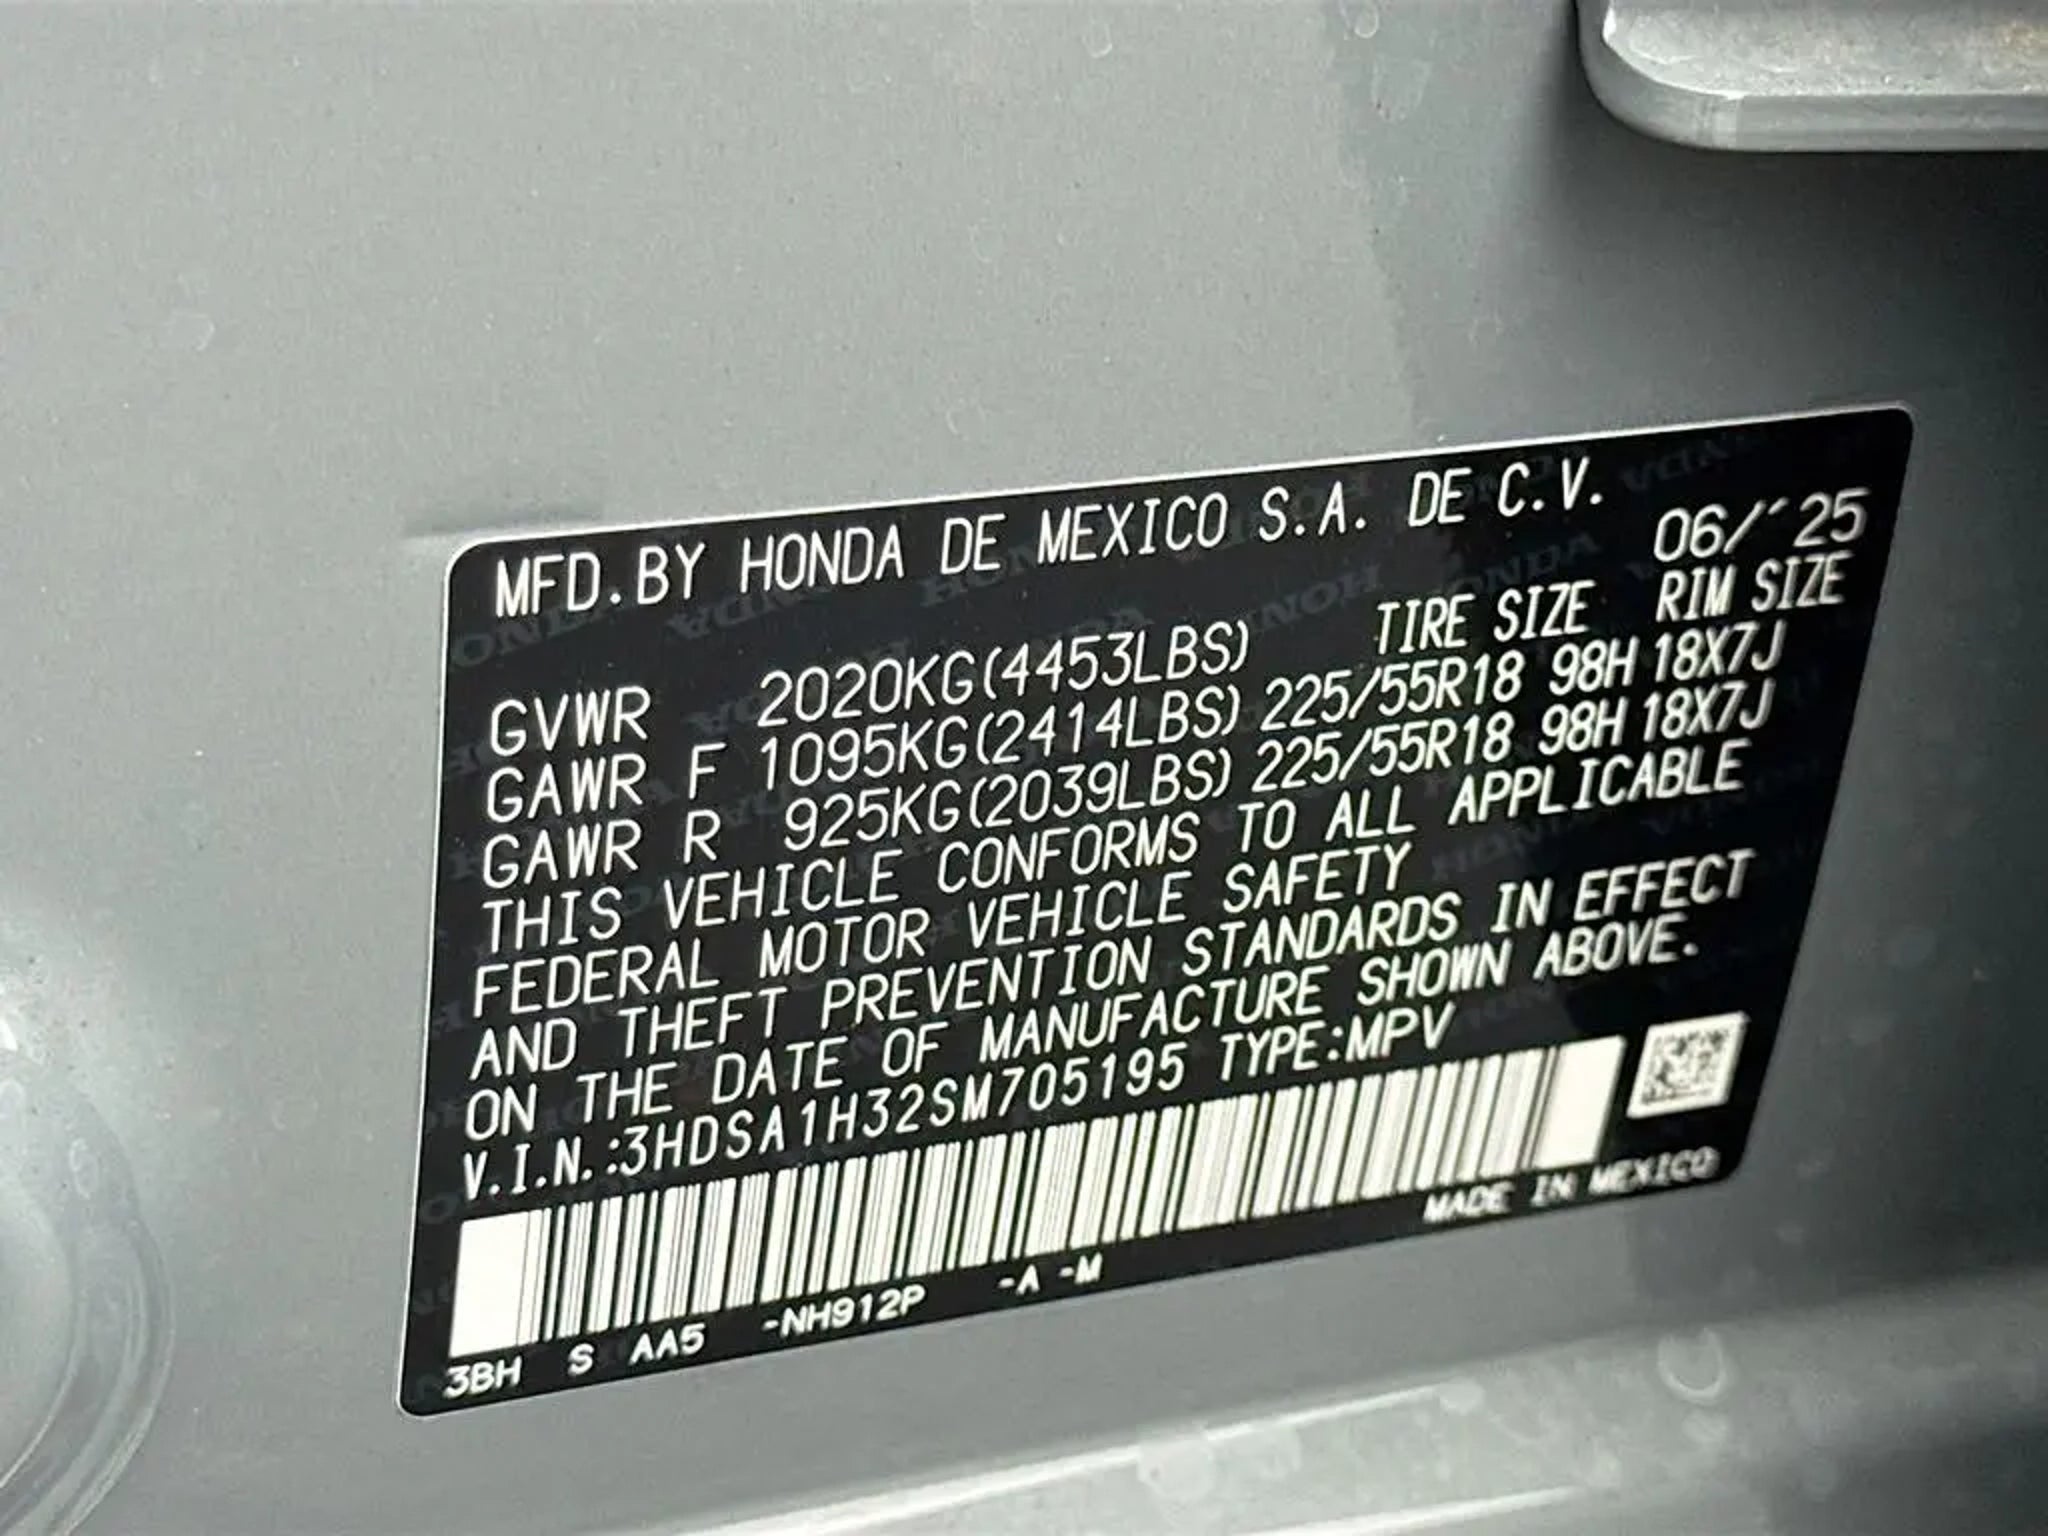 MFD.BY HONDA DE MEXICO S.A. DE C.V.
06/´25
TIRE SIZE RIM SIZE
GVWR 2020KG(4453LBS)
GAWR F 1095KG(2414LBS) 225/55R18 98H 18X7J
GAWR R 925KG(2039LBS) 225/55R18 98H 18X7J
THIS VEHICLE CONFORMS TO ALL APPLICABLE
FEDERAL MOTOR VEHICLE SAFETY
AND THEFT PREVENTION STANDARDS IN EFFECT
ON THE DATE OF MANUFACTURE SHOWN ABOVE.
V.I.N.:3HDSA1H32SM705195 TYPE:MPV
MADE IN MEXICO
3BH S AA5 -NH912P -A -M